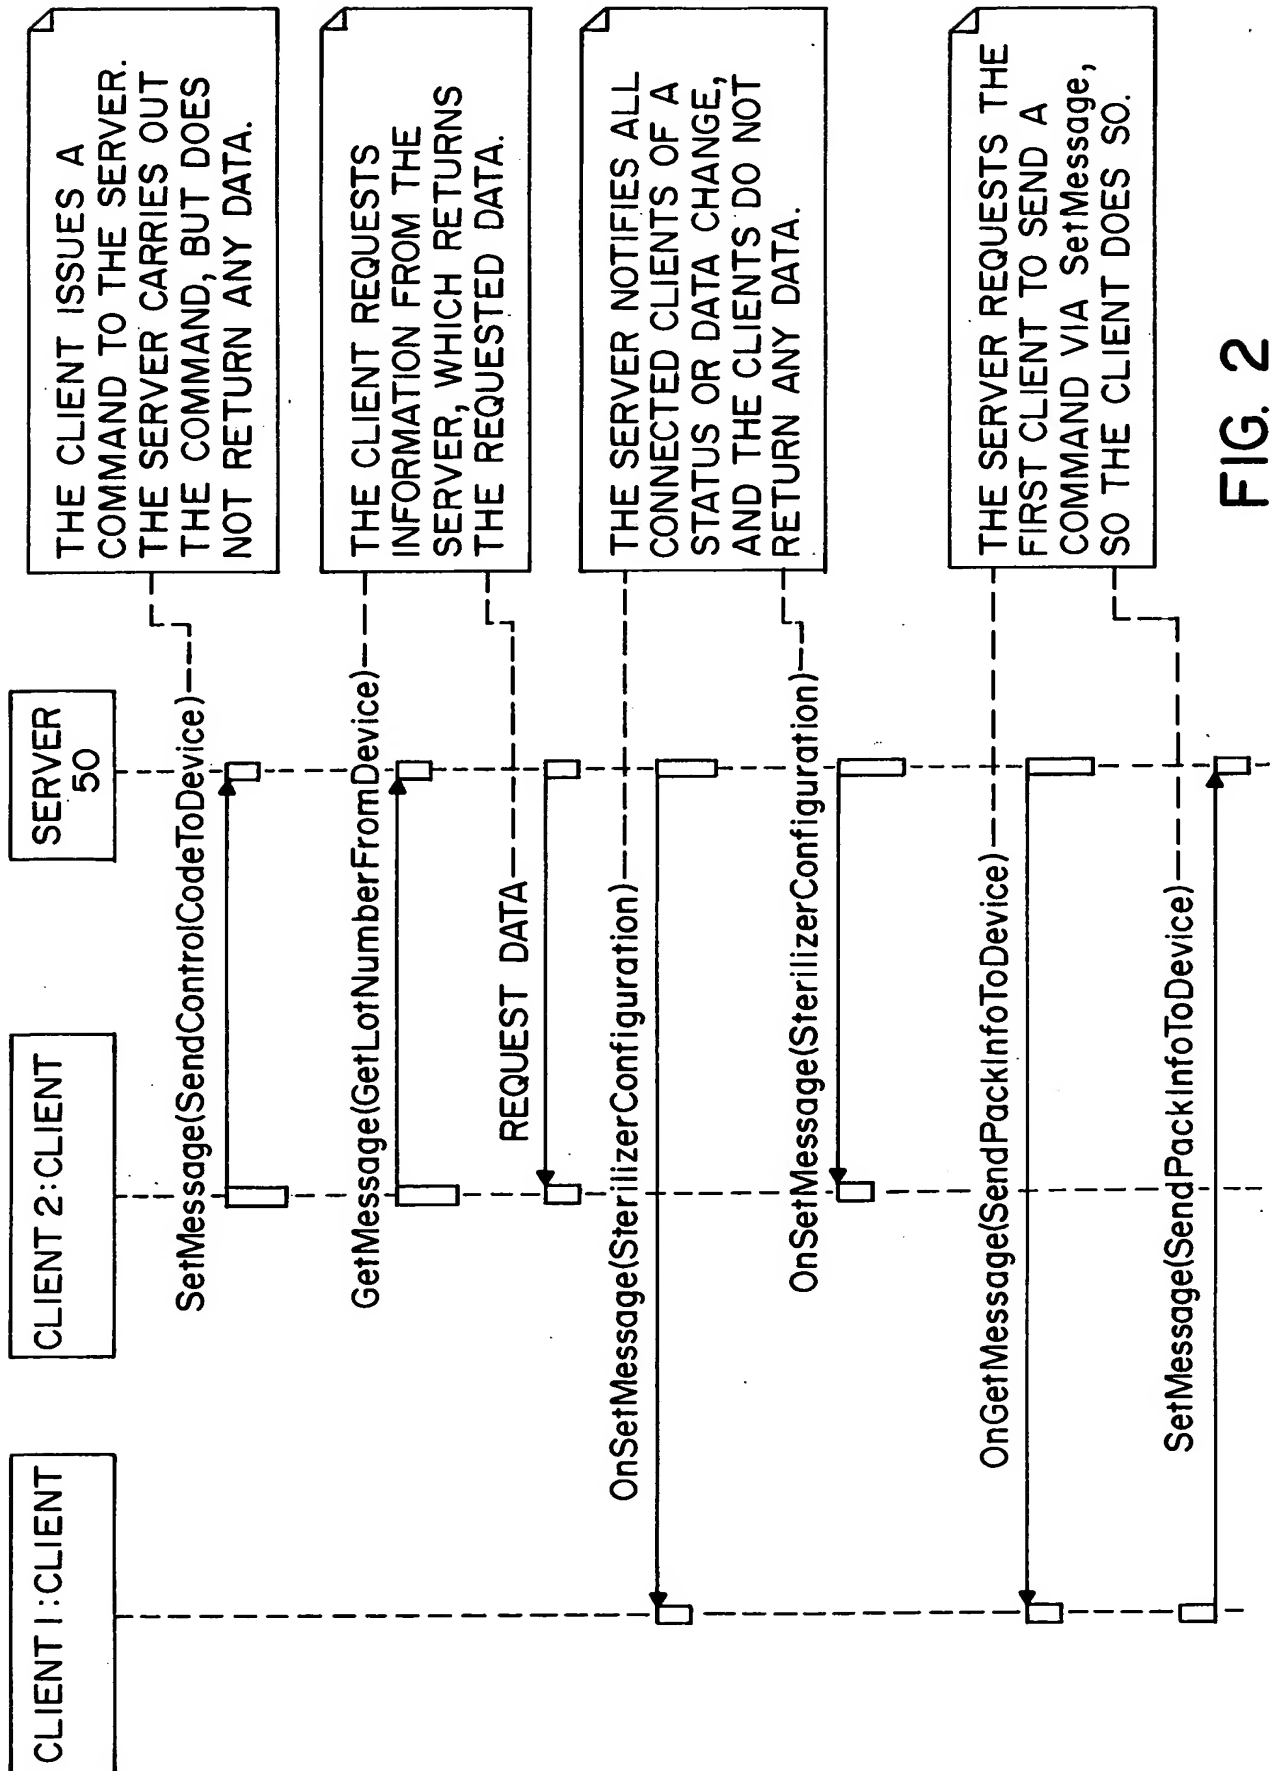 CLIENT 1:CLIENT
CLIENT 2:CLIENT
SERVER
50
SetMessage(SendControlCodeToDevice)
THE CLIENT ISSUES A
COMMAND TO THE SERVER.
THE SERVER CARRIES OUT
THE COMMAND, BUT DOES
NOT RETURN ANY DATA.
GetMessage(GetLotNumberFromDevice)
THE CLIENT REQUESTS
INFORMATION FROM THE
SERVER, WHICH RETURNS
THE REQUESTED DATA.
REQUEST DATA
OnSetMessage(SterilizerConfiguration)
THE SERVER NOTIFIES ALL
CONNECTED CLIENTS OF A
STATUS OR DATA CHANGE,
AND THE CLIENTS DO NOT
RETURN ANY DATA.
OnSetMessage(SterilizerConfiguration)
OnGetMessage(SendPackInfoToDevice)
THE SERVER REQUESTS THE
FIRST CLIENT TO SEND A
COMMAND VIA SetMessage,
SO THE CLIENT DOES SO.
SetMessage(SendPackInfoToDevice)
FIG. 2